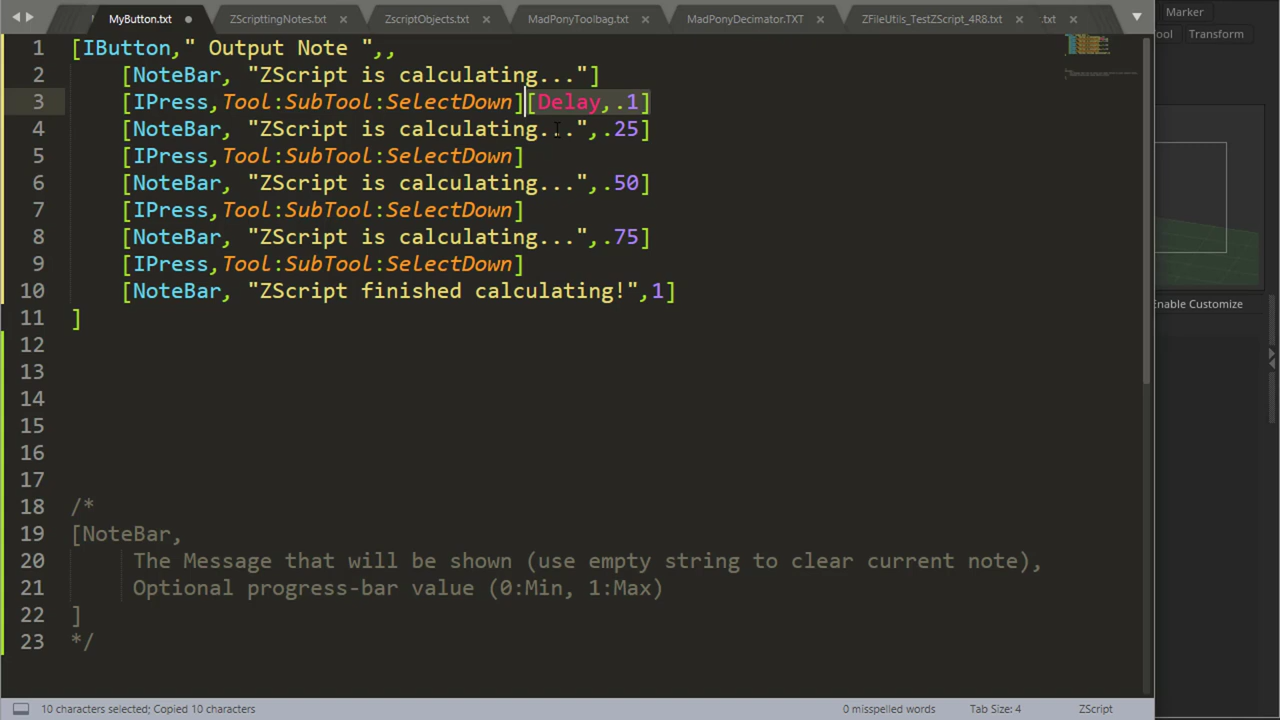 MyButton.txt
ZScripttingNotes.txt
ZscriptObjects.txt
MadPonyToolbag.txt
MadPonyDecimator.TXT
ZFileUtils_TestZScript_4R8.txt
.txt
Marker
ool
Transform
1 [IButton," Output Note ",,
2 [NoteBar, "ZScript is calculating..."]
3 [IPress,Tool:SubTool:SelectDown][Delay,.1]
4 [NoteBar, "ZScript is calculating...",.25]
5 [IPress,Tool:SubTool:SelectDown]
6 [NoteBar, "ZScript is calculating...",.50]
7 [IPress,Tool:SubTool:SelectDown]
8 [NoteBar, "ZScript is calculating...",.75]
9 [IPress,Tool:SubTool:SelectDown]
10 [NoteBar, "ZScript finished calculating!",1]
11 ]
12
13
14
15
16
17
18 /*
19 [NoteBar,
20 The Message that will be shown (use empty string to clear current note),
21 Optional progress-bar value (0:Min, 1:Max)
22 ]
23 */
Enable Customize
10 characters selected; Copied 10 characters
0 misspelled words
Tab Size: 4
ZScript